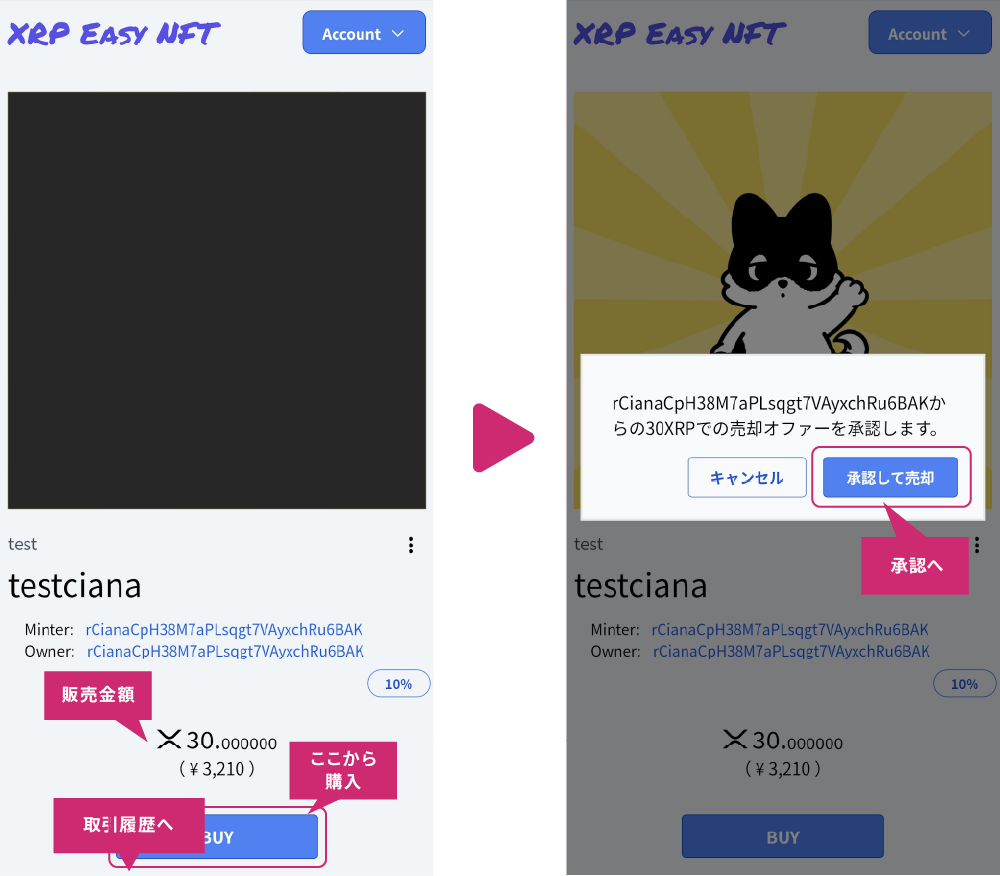 XRP EASY NFT
Account
test
testciana
Minter: rCianaCpH38M7aPLsqgt7VAyxchRu6BAK
Owner: rCianaCpH38M7aPLsqgt7VAyxchRu6BAK
10%
販売金額
30.000000
( ¥ 3,210 )
ここから
購入
取引履歴へ
BUY
XRP EASY NFT
Account
rCianaCpH38M7aPLsqgt7VAyxchRu6BAKか
らの30XRPでの売却オファーを承認します。
キャンセル
承認して売却
承認へ
test
testciana
Minter: rCianaCpH38M7aPLsqgt7VAyxchRu6BAK
Owner: rCianaCpH38M7aPLsqgt7VAyxchRu6BAK
10%
30.000000
( ¥ 3,210 )
BUY